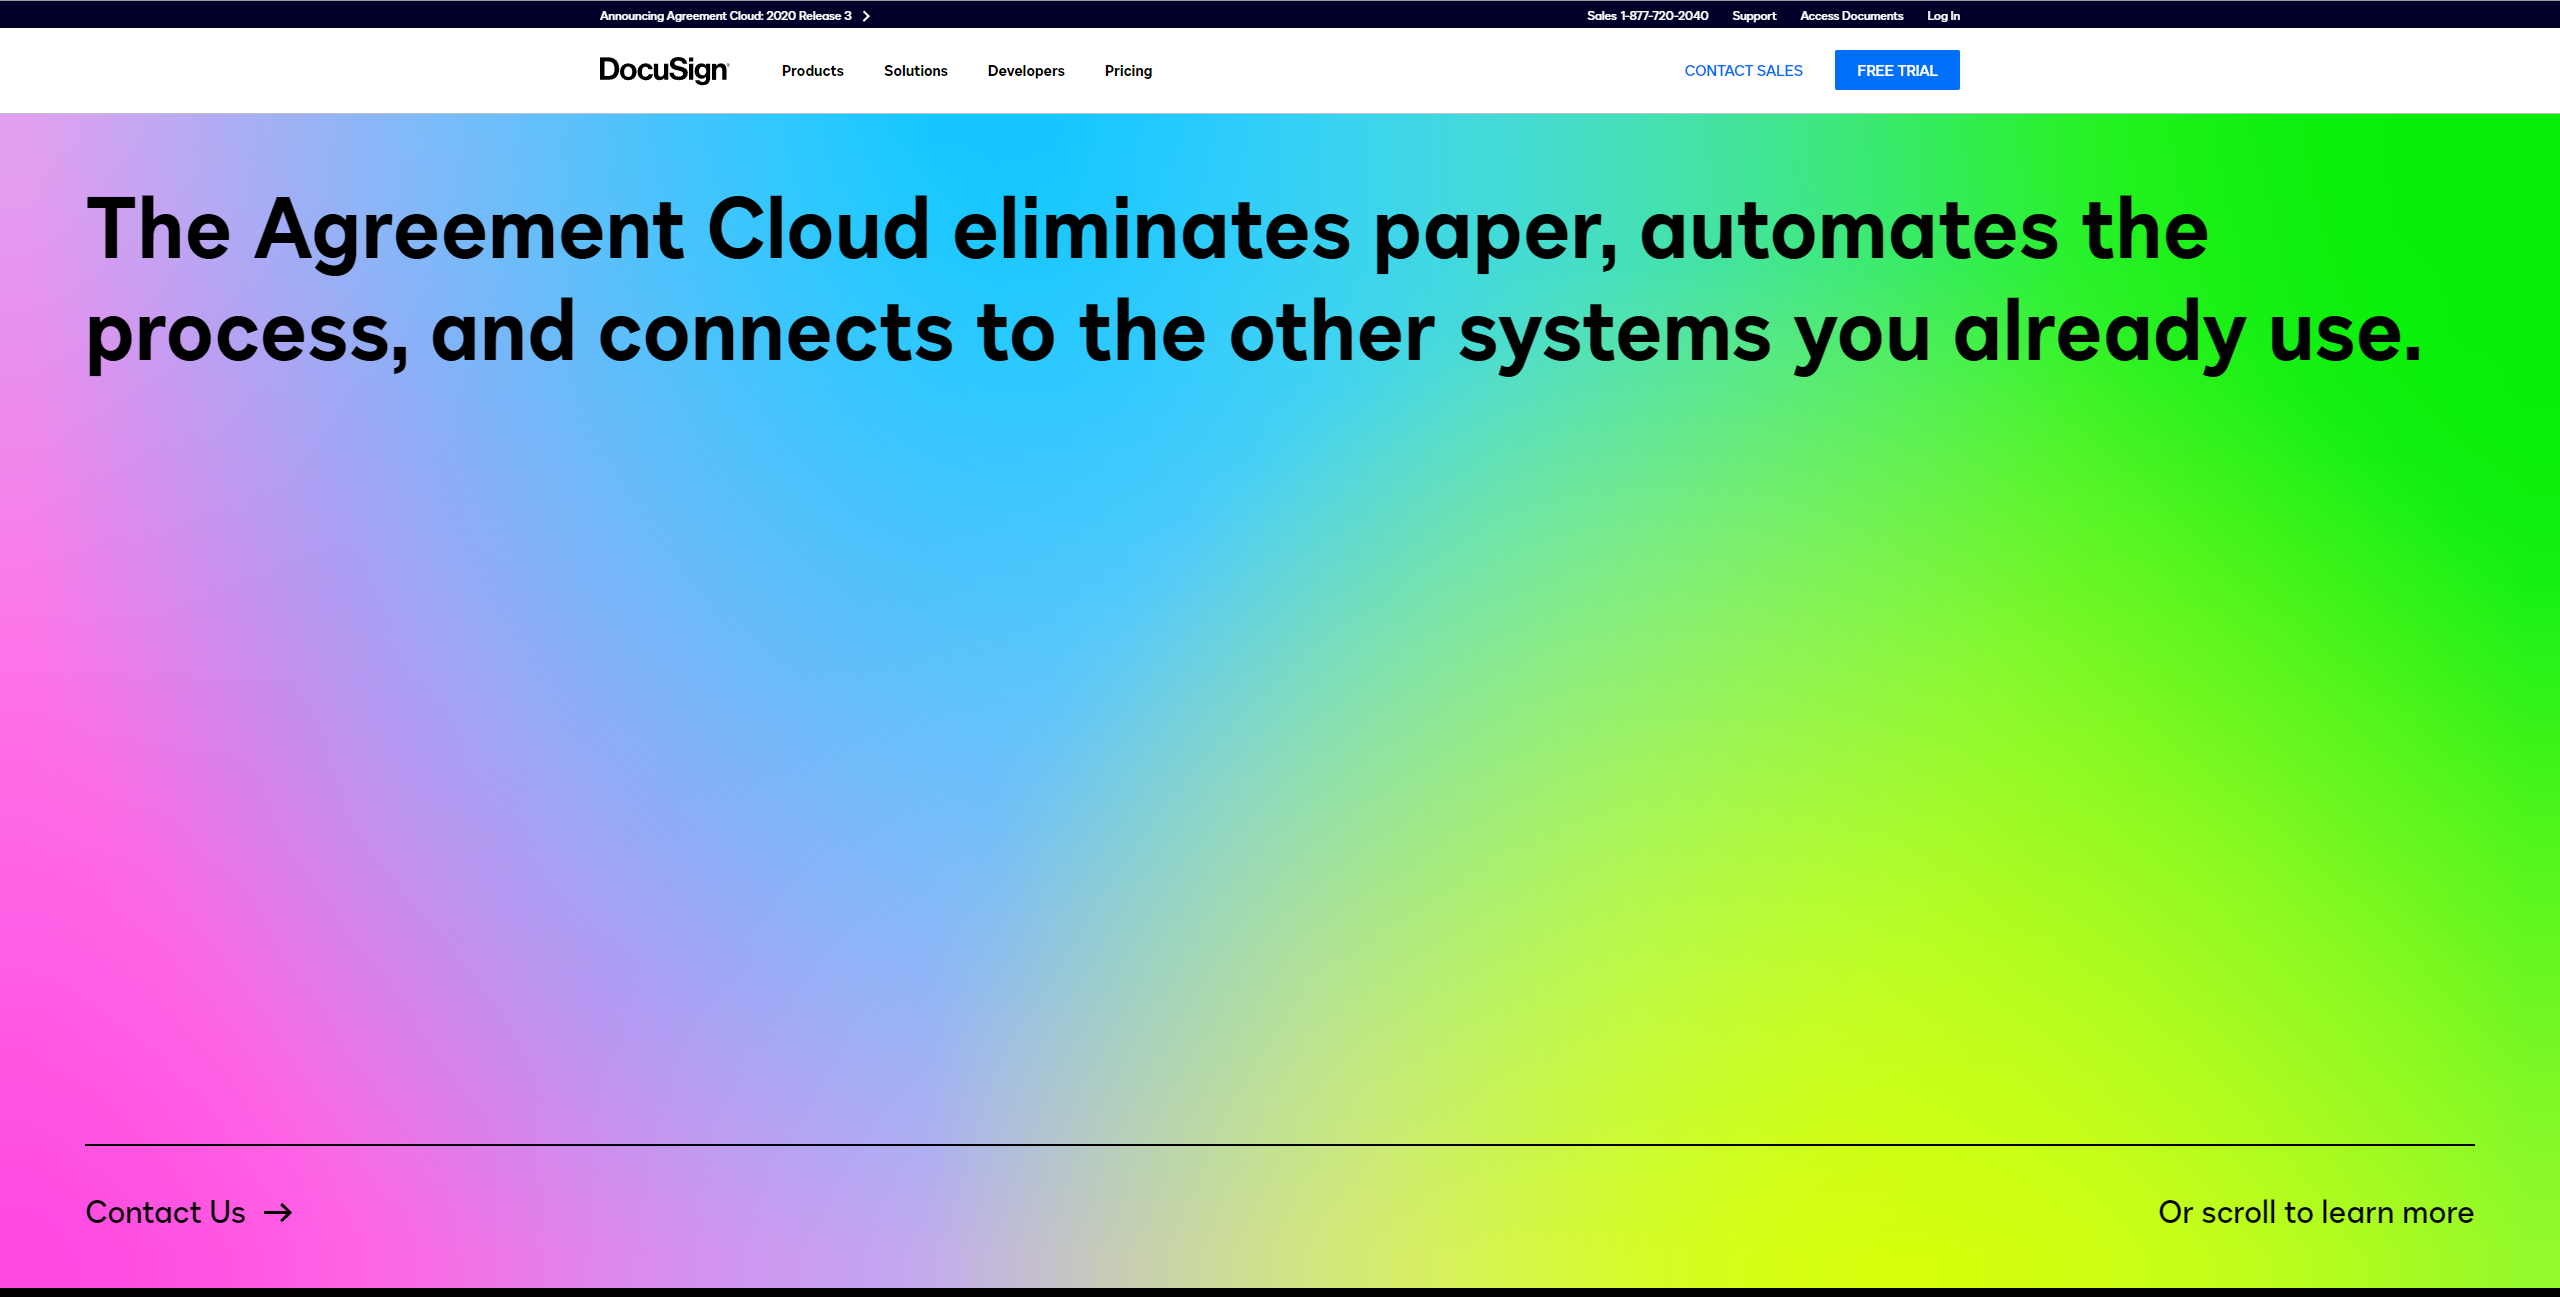 Announcing Agreement Cloud: 2020 Release 3
Sales 1-877-720-2040 Support Access Documents Log In
DocuSign Products Solutions Developers Pricing CONTACT SALES FREE TRIAL
The Agreement Cloud eliminates paper, automates the
process, and connects to the other systems you already use.
Contact Us →
Or scroll to learn more